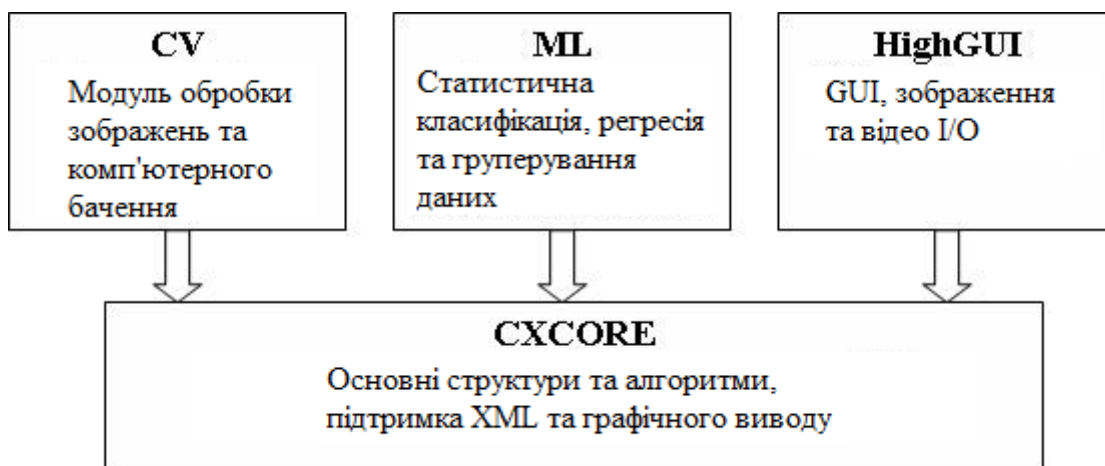 CV
Модуль обробки
зображень та
комп'ютерного
бачення
ML
Статистична
класифікація, регресія
та груперування
даних
HighGUI
GUI, зображення
та відео I/O
CXCORE
Основні структури та алгоритми,
підтримка XML та графічного виводу